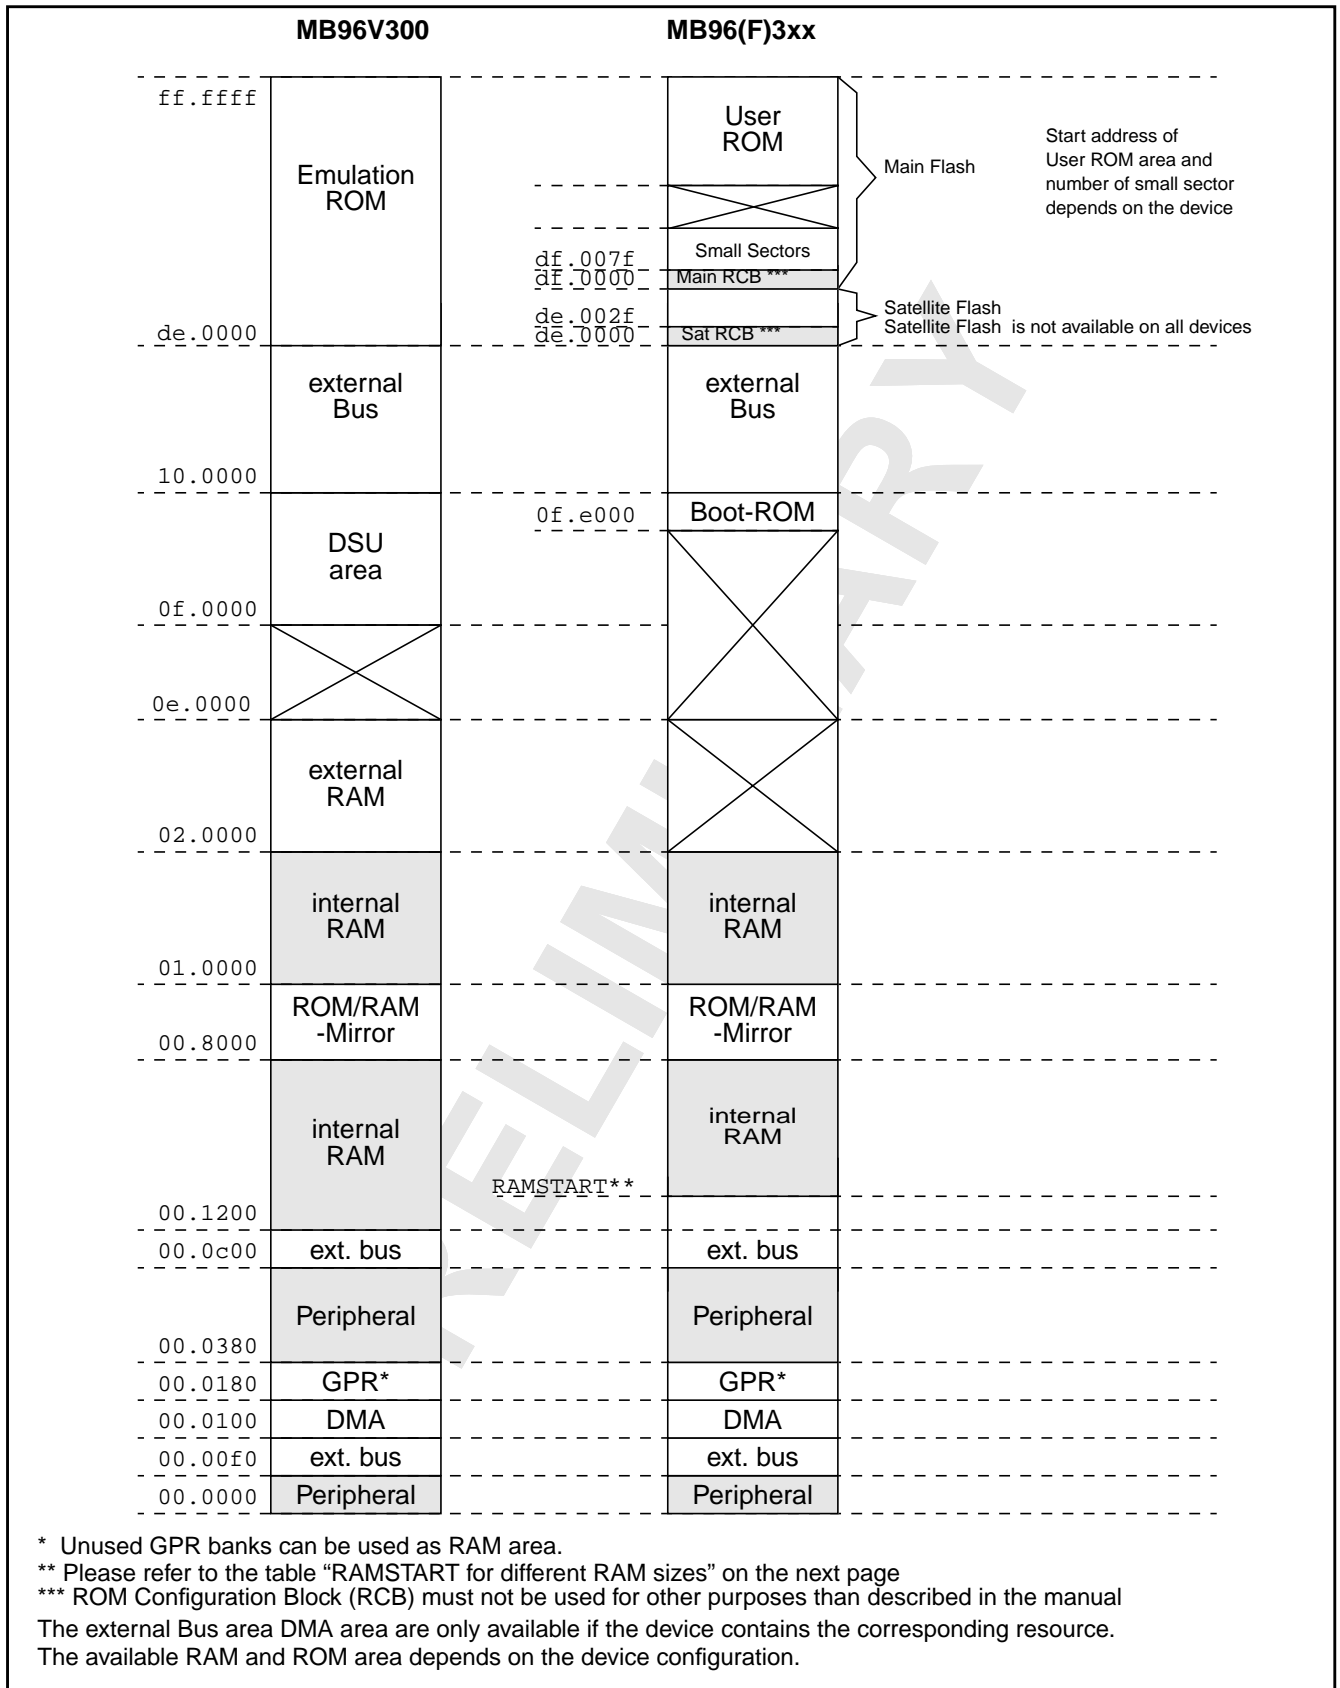 MB96V300 MB96(F)3xx
ff.ffff
User
ROM
Emulation
ROM
Main Flash
Start address of
User ROM area and
number of small sector
depends on the device
Small Sectors
df.007f
df.0000 Main RCB ***
de.002f
de.0000 Sat RCB ***
Satellite Flash
Satellite Flash is not available on all devices
de.0000
external
Bus
external
Bus
10.0000
0f.e000 Boot-ROM
DSU
area
0f.0000
0e.0000
external
RAM
02.0000
internal
RAM
internal
RAM
01.0000
ROM/RAM
-Mirror
ROM/RAM
-Mirror
00.8000
internal
RAM
internal
RAM
RAMSTART**
00.1200
00.0c00 ext. bus ext. bus
Peripheral Peripheral
00.0380
00.0180 GPR* GPR*
00.0100 DMA DMA
00.00f0 ext. bus ext. bus
00.0000 Peripheral Peripheral
PRELIMINARY
* Unused GPR banks can be used as RAM area.
** Please refer to the table “RAMSTART for different RAM sizes” on the next page
*** ROM Configuration Block (RCB) must not be used for other purposes than described in the manual
The external Bus area DMA area are only available if the device contains the corresponding resource.
The available RAM and ROM area depends on the device configuration.